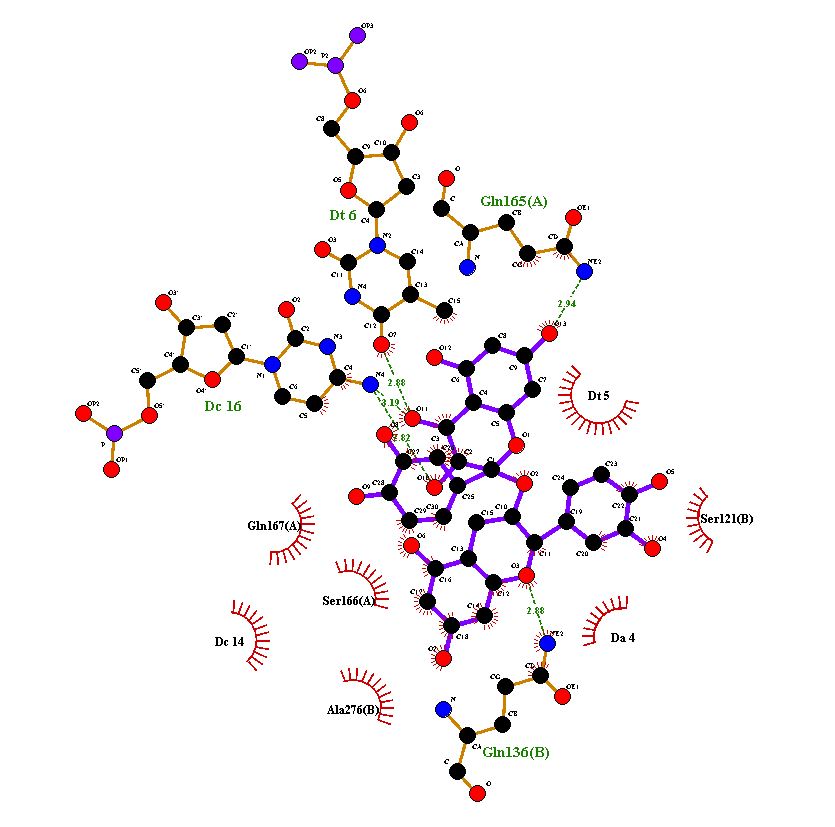 OP3
OP2 P2
O6
C8 O6
C9 C10
O5 C3 O
Dt 6 C4 C Gln165(A)
CB OE1
O3 N2 CA CD
C14 N CG NE2
O3' C11
N4 C13 2.94
O2 C15
C3' C2' C12
C2 N3 O7 O13
C5' C4' C1' O12 C8
C4 N4 2.88 C6 C9
OP2 O5' O4' N1 C6 C7
Dc 16 C5 3.19 O11 C4 Dt 5
P C5
2.82 C3 O1
OP1 C27 C2
C28 C1 C23
O10 C25 O2 C24 O5
O9 C22
C30 C10 C19 C21 Ser121(B)
Gln167(A) C29 C15
O6 C11 C20 O4
C13
C16 O3
Ser166(A) C17 C12
C14
C18 2.88
Dc 14 NE2 Da 4
CG CD
N OE1
Ala276(B) CB
CA Gln136(B)
C
O